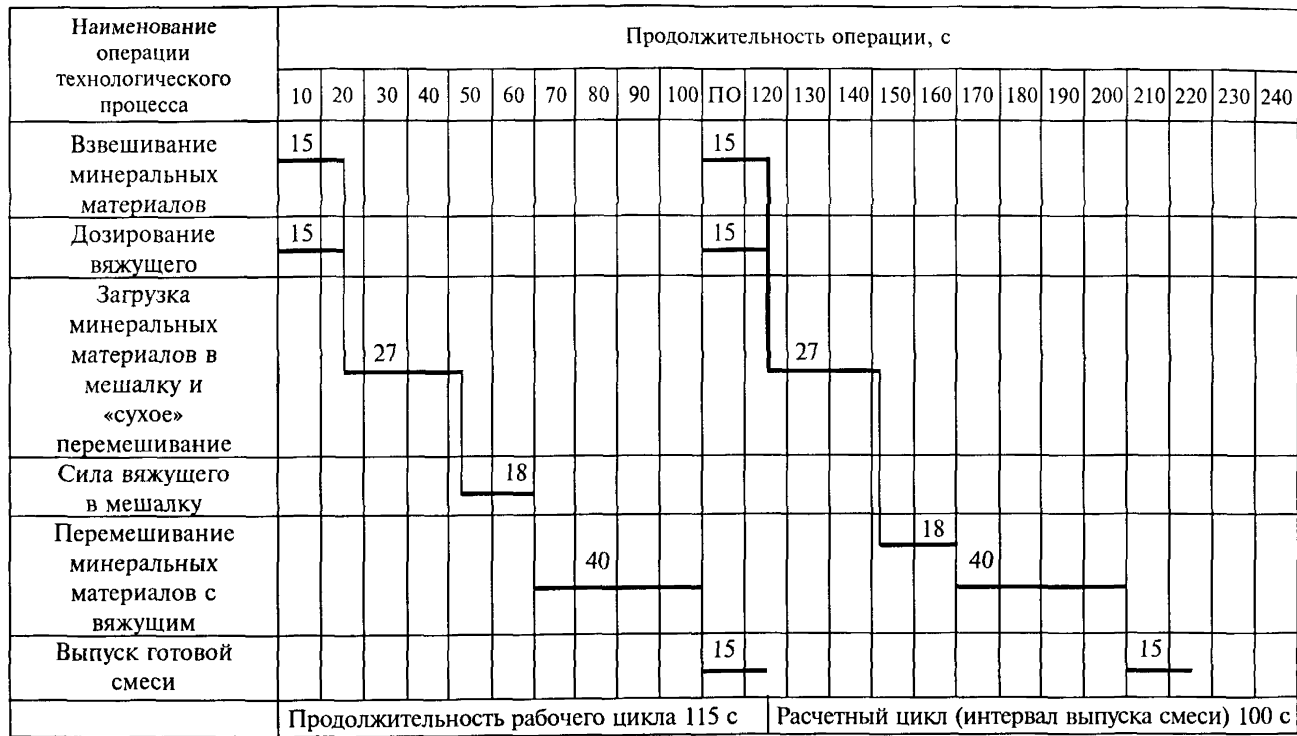 Наименование
операции
технологического
процесса
Продолжительность операции, с
10 20 30 40 50 60 70 80 90 100 ПО 120 130 140 150 160 170 180 190 200 210 220 230 240
Взвешивание
минеральных
материалов
15 15
Дозирование
вяжущего
15 15
Загрузка
минеральных
материалов в
мешалку и
«сухое»
перемешивание
27 27
Сила вяжущего
в мешалку
18
Перемешивание
минеральных
материалов с
вяжущим
18
40 40
Выпуск готовой
смеси
15 15
Продолжительность рабочего цикла 115 с
Расчетный цикл (интервал выпуска смеси) 100 с